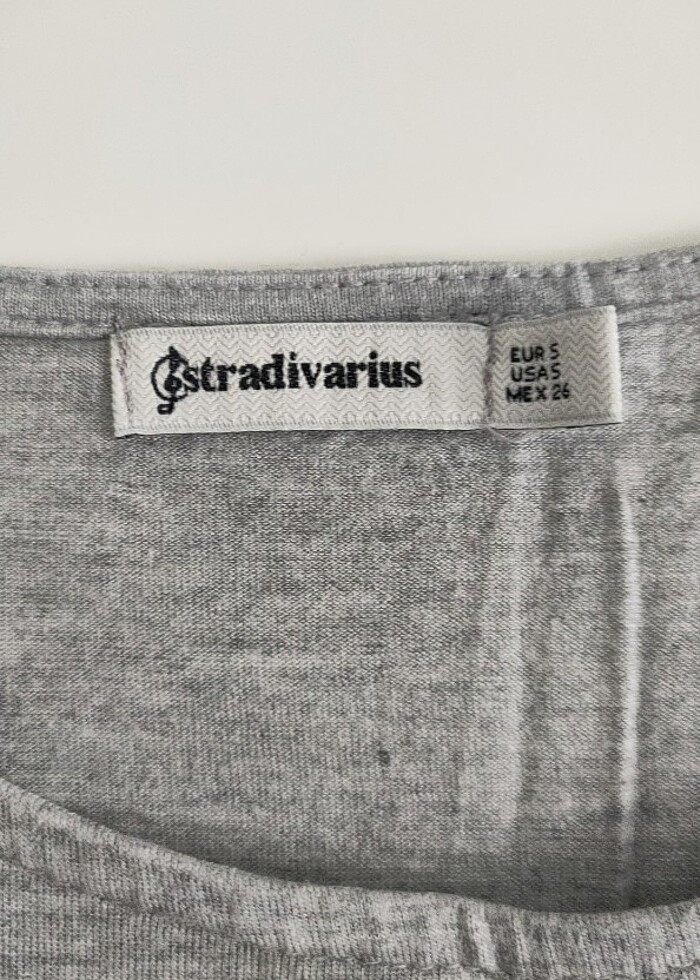 stradivarius
EUR S
USA S
MEX 26